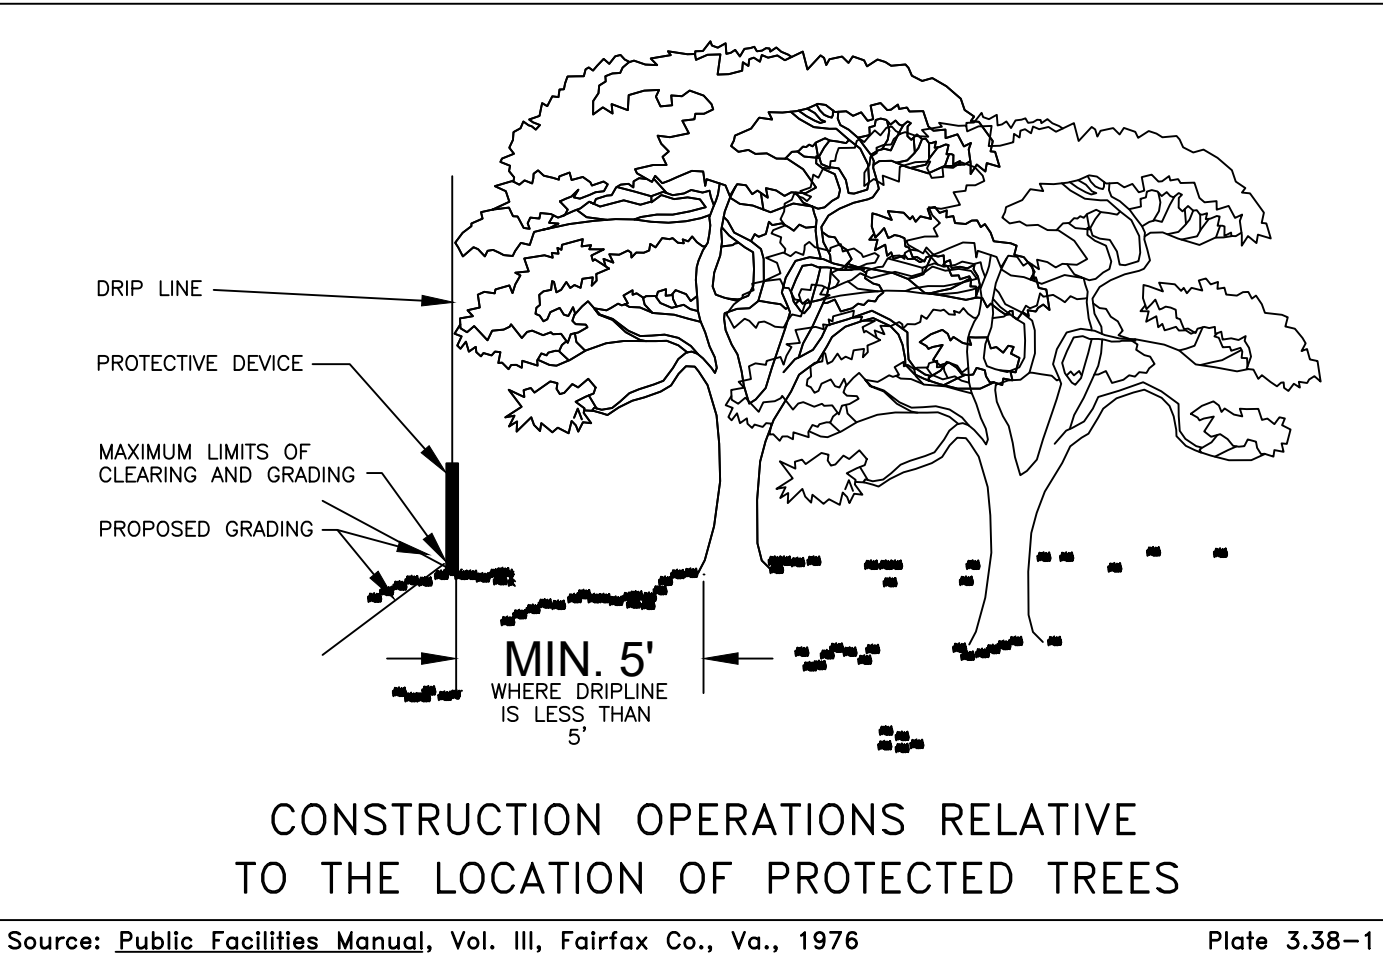 DRIP LINE
PROTECTIVE DEVICE
MAXIMUM LIMITS OF
CLEARING AND GRADING
PROPOSED GRADING
MIN. 5'
WHERE DRIPLINE
IS LESS THAN
5'
CONSTRUCTION OPERATIONS RELATIVE
TO THE LOCATION OF PROTECTED TREES
Source: Public Facilities Manual, Vol. III, Fairfax Co., Va., 1976
Plate 3.38-1